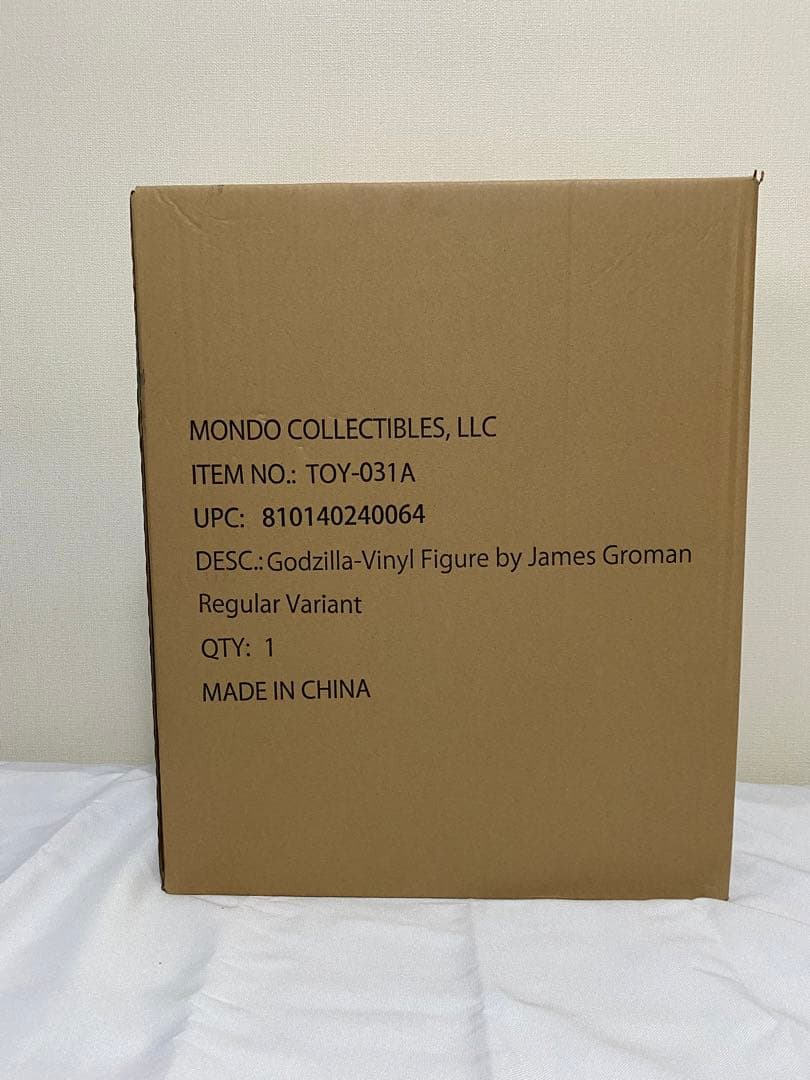 MONDO COLLECTIBLES, LLC
ITEM NO.: TOY-031A
UPC: 810140240064
DESC.: Godzilla-Vinyl Figure by James Groman
Regular Variant
QTY: 1
MADE IN CHINA